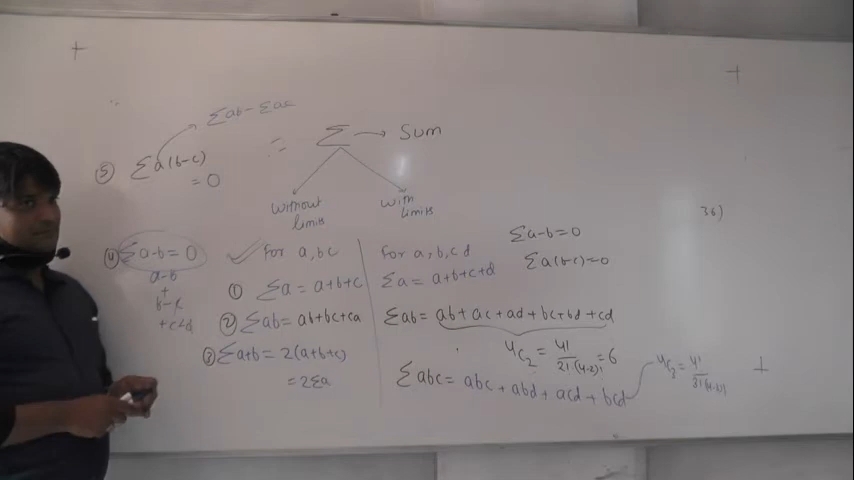 Σab - Σac
Σ → Sum
⑤ Σa(b-c)
= 0
Without limits
With limits
36)
④ Σa-b = 0
a-b
+
b-c
+c-a
✓ for a,b,c
① Σa = a+b+c
② Σab = ab+bc+ca
③ Σa+b = 2(a+b+c)
= 2Σa
for a,b,c,d
Σa = a+b+c+d
Σa-b=0
Σa(b-c)=0
Σab = ab+ac+ad+bc+bd+cd
4C₂ = 4!/2!(4-2)! = 6
Σabc = abc+abd+acd+bcd
4C₃ = 4!/3!(4-3)!